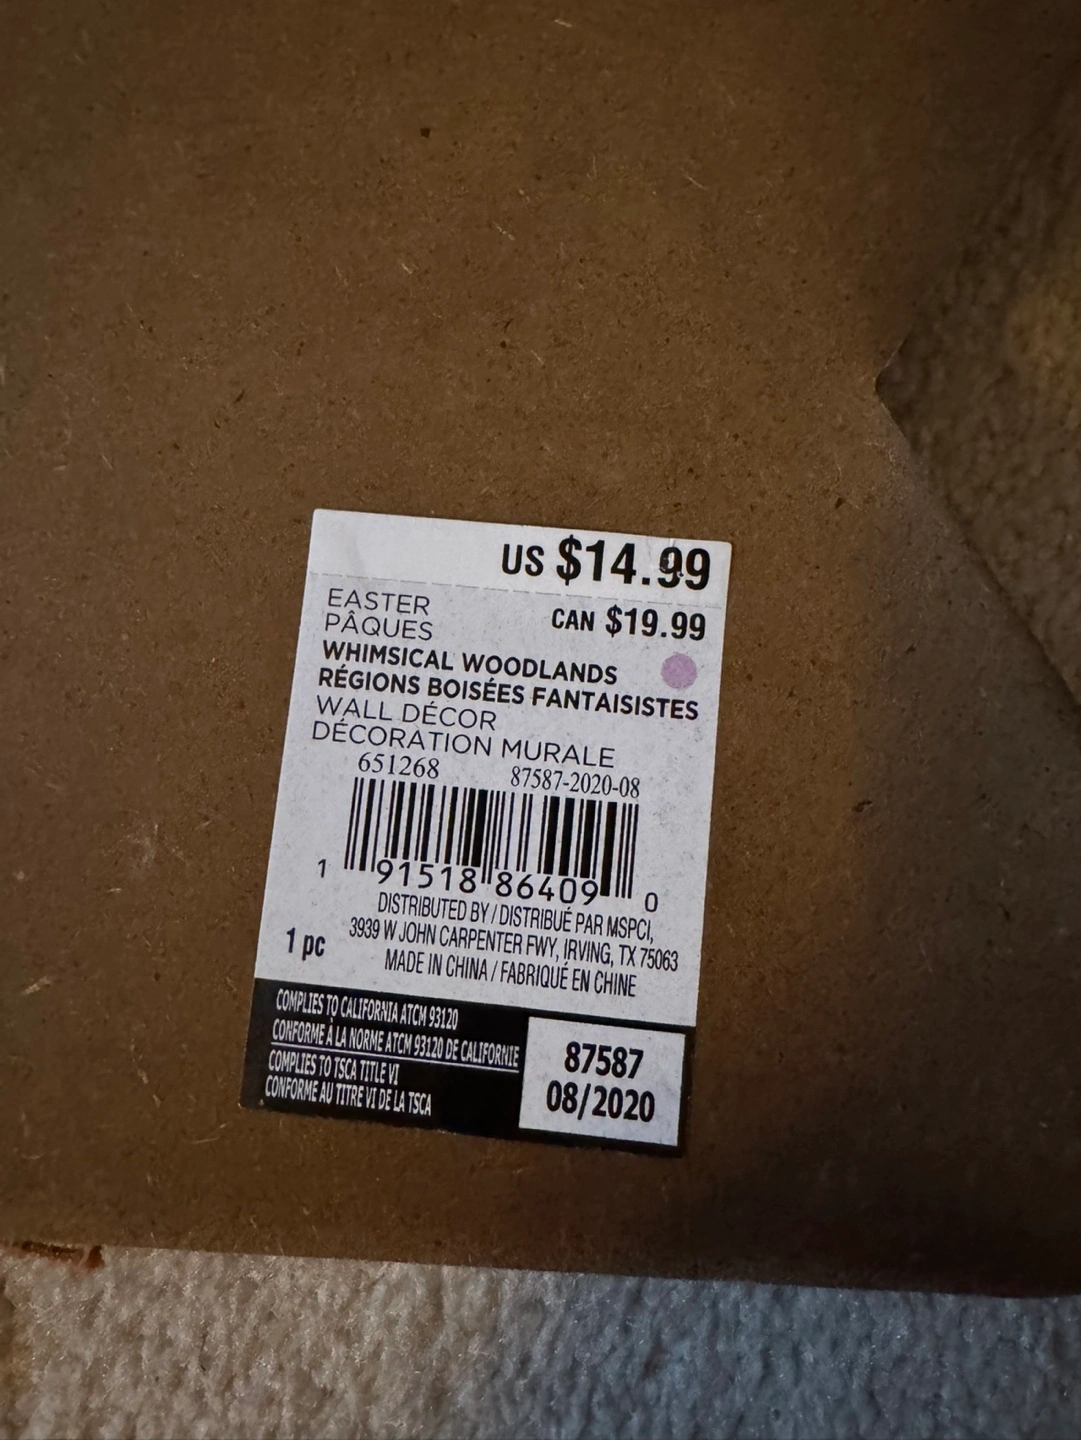 US $14.99
CAN $19.99
EASTER
PÂQUES
WHIMSICAL WOODLANDS
RÉGIONS BOISÉES FANTAISISTES
WALL DÉCOR
DÉCORATION MURALE
651268 87587-2020-08
1 91518 86409 0
DISTRIBUTED BY / DISTRIBUÉ PAR MSPCI,
3939 W JOHN CARPENTER FWY, IRVING, TX 75063
1 pc
MADE IN CHINA / FABRIQUÉ EN CHINE
COMPLIES TO CALIFORNIA ATCM 93120
CONFORME À LA NORME ATCM 93120 DE CALIFORNIE
COMPLIES TO TSCA TITLE VI
CONFORME AU TITRE VI DE LA TSCA
87587
08/2020